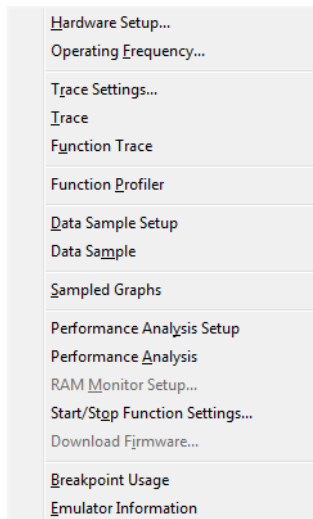 Hardware Setup...
Operating Frequency...
Trace Settings...
Trace
Function Trace
Function Profiler
Data Sample Setup
Data Sample
Sampled Graphs
Performance Analysis Setup
Performance Analysis
RAM Monitor Setup...
Start/Stop Function Settings...
Download Firmware...
Breakpoint Usage
Emulator Information